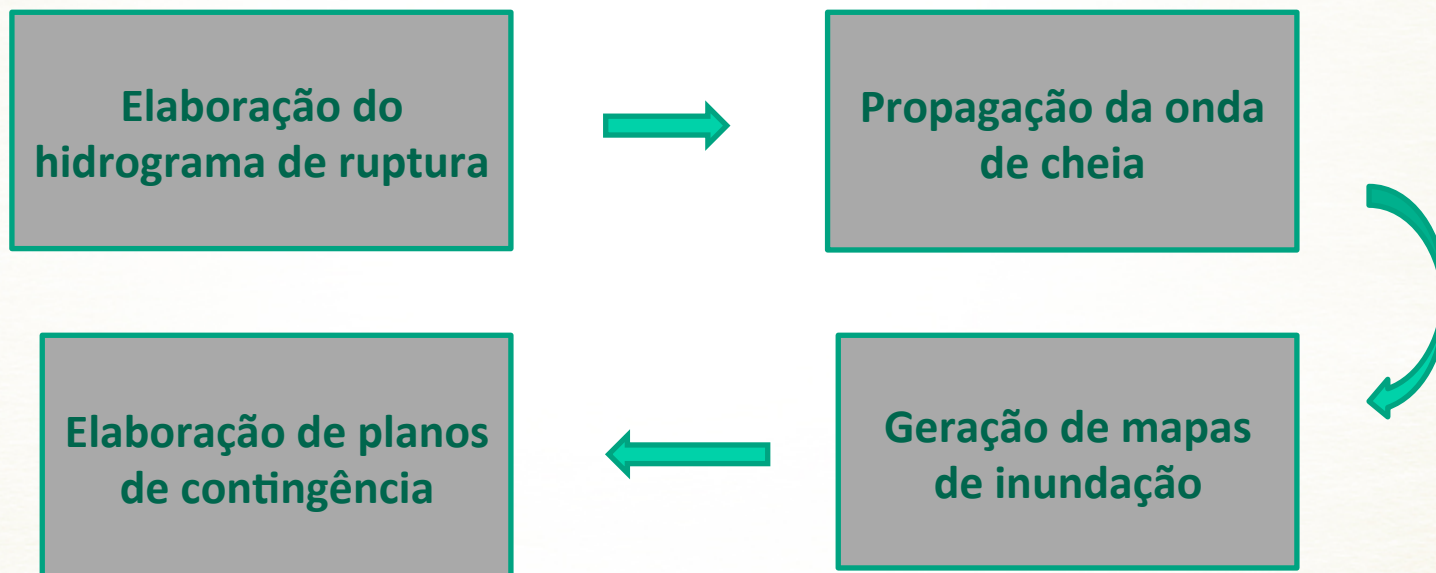 Elaboração do
hidrograma de ruptura
Propagação da onda
de cheia
Geração de mapas
de inundação
Elaboração de planos
de contingência